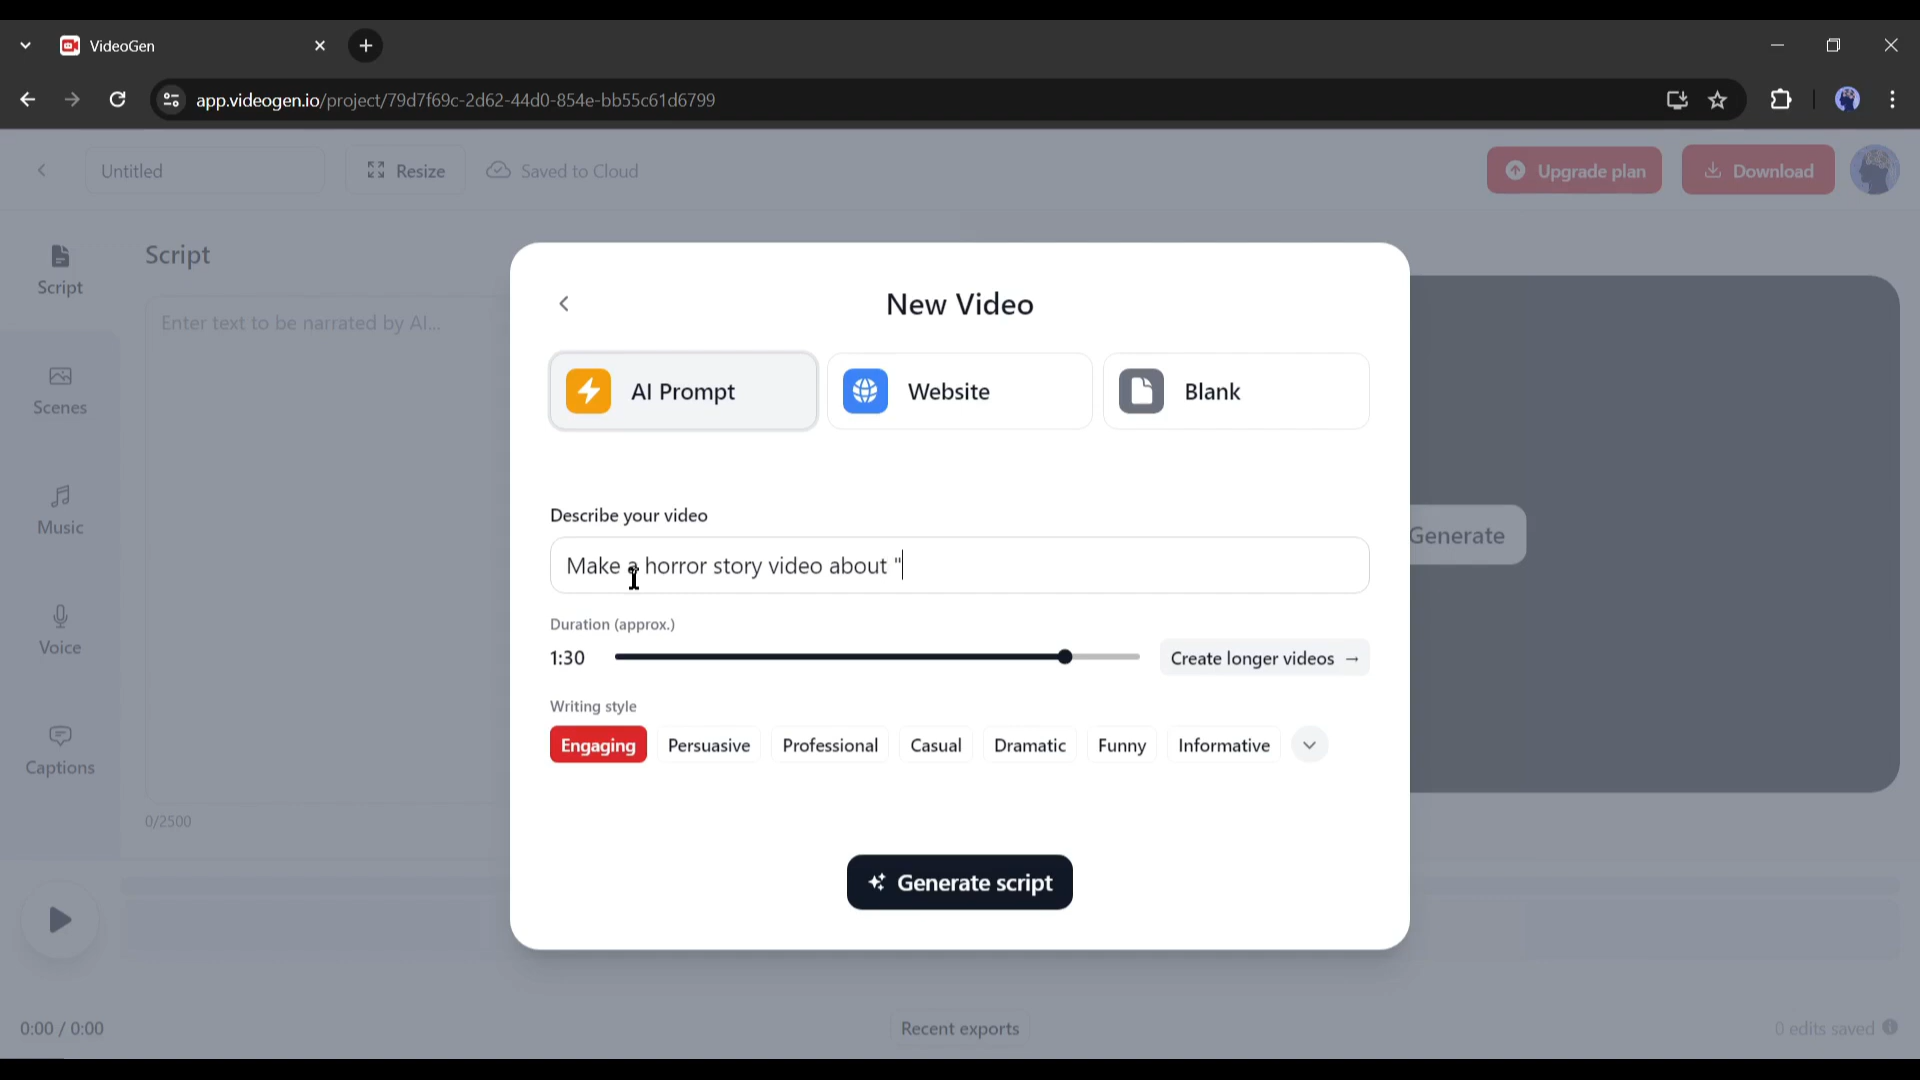 VideoGen
app.videogen.io/project/79d7f69c-2d62-44d0-854e-bb55c61d6799
Untitled
Resize
Saved to Cloud
Upgrade plan
Download
Script
Scenes
Music
Voice
Captions
Script
Enter text to be narrated by AI...
0/2500
New Video
AI Prompt
Website
Blank
Describe your video
Make a horror story video about "
Duration (approx.)
1:30
Create longer videos →
Writing style
Engaging
Persuasive
Professional
Casual
Dramatic
Funny
Informative
Generate script
Generate
0:00 / 0:00
Recent exports
0 edits saved